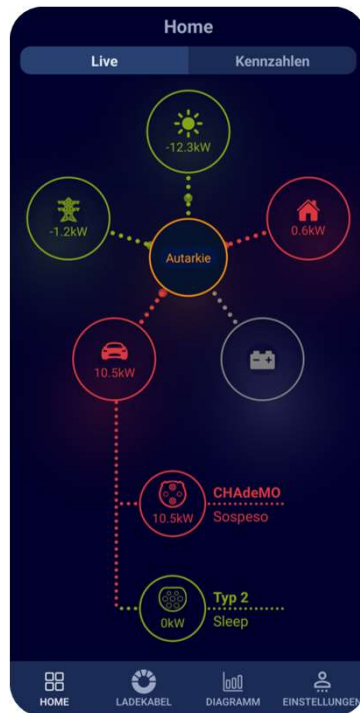 Home
Live
Kennzahlen
-12.3kW
-1.2kW
0.6kW
Autarkie
10.5kW
CHAdeMO
10.5kW
Sospeso
Typ 2
0kW
Sleep
HOME
LADEKABEL
DIAGRAMM
EINSTELLUNGEN